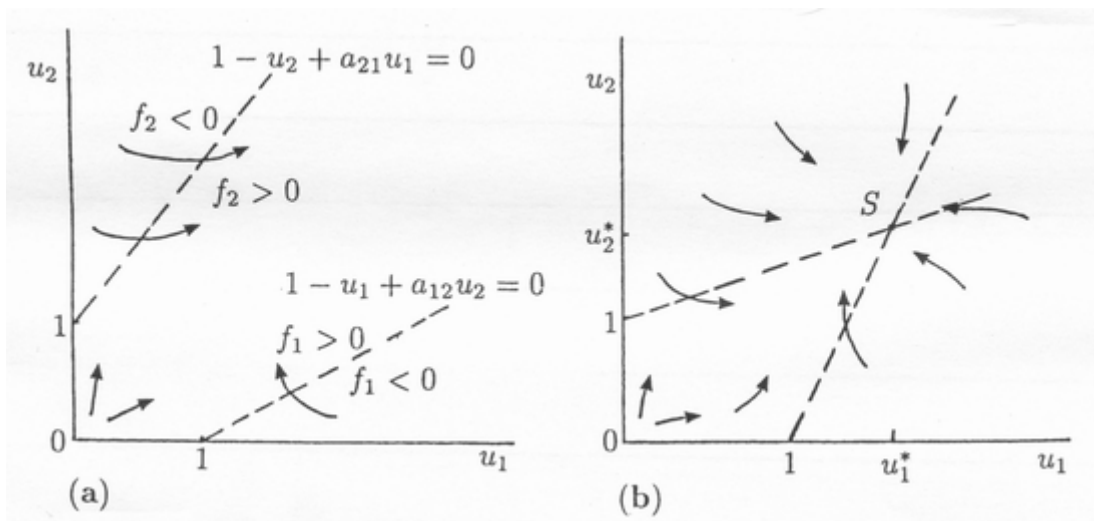 u₂
1 − u₂ + a₂₁u₁ = 0
f₂ < 0
f₂ > 0
1 − u₁ + a₁₂u₂ = 0
1
f₁ > 0
f₁ < 0
0
1
u₁
(a)
u₂
S
u₂*
1
0
1
u₁*
u₁
(b)